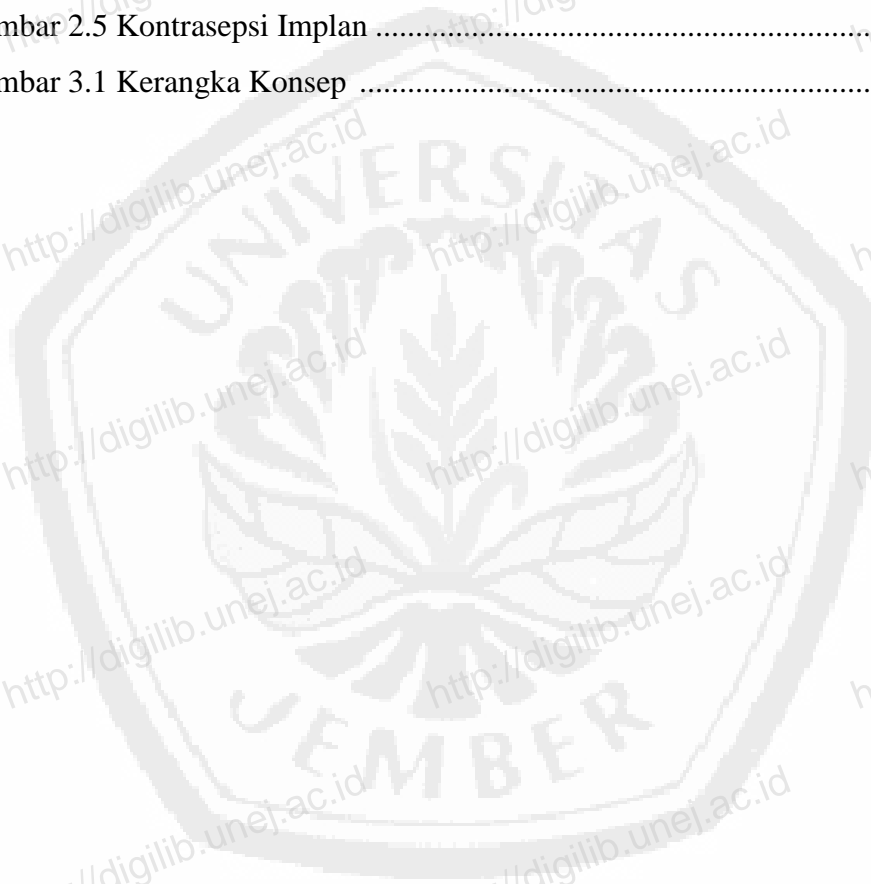 mbar 2.5 Kontrasepsi Implan ....................................................
mbar 3.1 Kerangka Konsep ......................................................
UNIVERSITAS
JEMBER
http://digilib.unej.ac.id
http://digilib.unej.ac.id
http://digilib.unej.ac.id
http://digilib.unej.ac.id
http://digilib.unej.ac.id
http://digilib.unej.ac.id
http://digilib.unej.ac.id
http://digilib.unej.ac.id